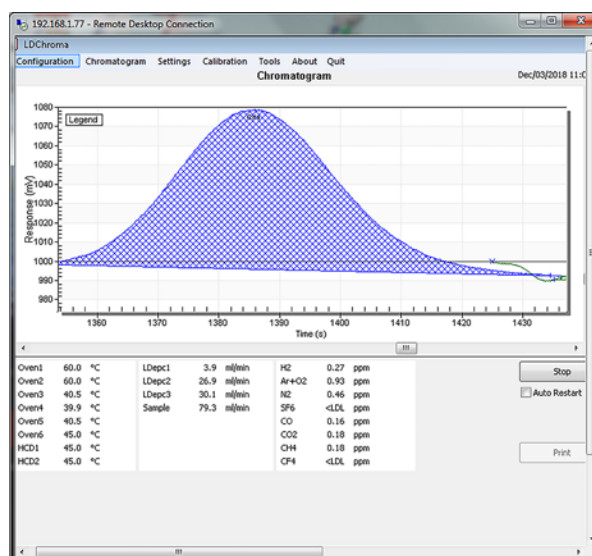 192.168.1.77 - Remote Desktop Connection
LDChroma
Configuration Chromatogram Settings Calibration Tools About Quit
Chromatogram Dec/03/2018 11:0
Legend
CH4
Response (mV)
1080
1070
1060
1050
1040
1030
1020
1010
1000
990
980
1360 1370 1380 1390 1400 1410 1420 1430
Time (s)
Oven1 60.0 °C LDepc1 3.9 ml/min H2 0.27 ppm Stop
Oven2 60.0 °C LDepc2 26.9 ml/min Ar+O2 0.93 ppm
Oven3 40.5 °C LDepc3 30.1 ml/min N2 0.46 ppm Auto Restart
Oven4 39.9 °C Sample 79.3 ml/min SF6 <LDL ppm
Oven5 40.5 °C CO 0.16 ppm
Oven6 45.0 °C CO2 0.18 ppm
HCD1 45.0 °C CH4 0.18 ppm Print
HCD2 45.0 °C CF4 <LDL ppm